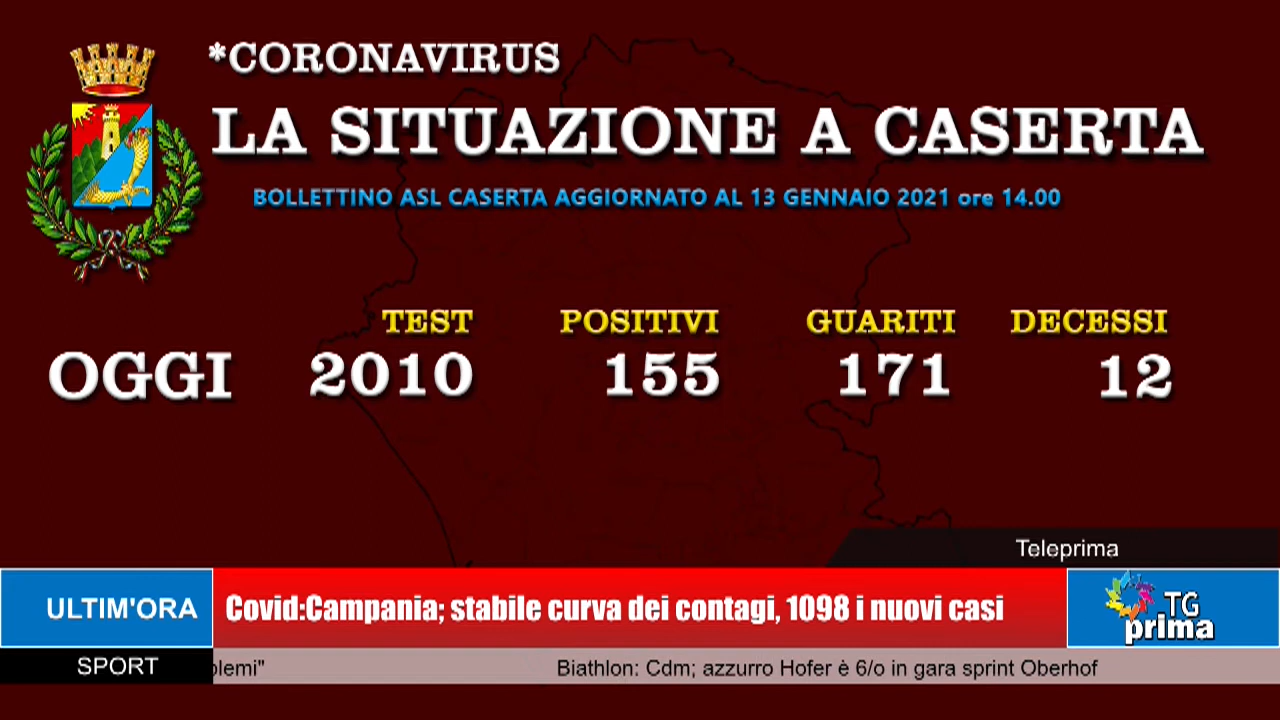 *CORONAVIRUS
LA SITUAZIONE A CASERTA
BOLLETTINO ASL CASERTA AGGIORNATO AL 13 GENNAIO 2021 ore 14.00
TEST POSITIVI GUARITI DECESSI
OGGI 2010 155 171 12
Teleprima
ULTIM'ORA Covid:Campania; stabile curva dei contagi, 1098 i nuovi casi
TG
prima
SPORT olemi" Biathlon: Cdm; azzurro Hofer è 6/o in gara sprint Oberhof